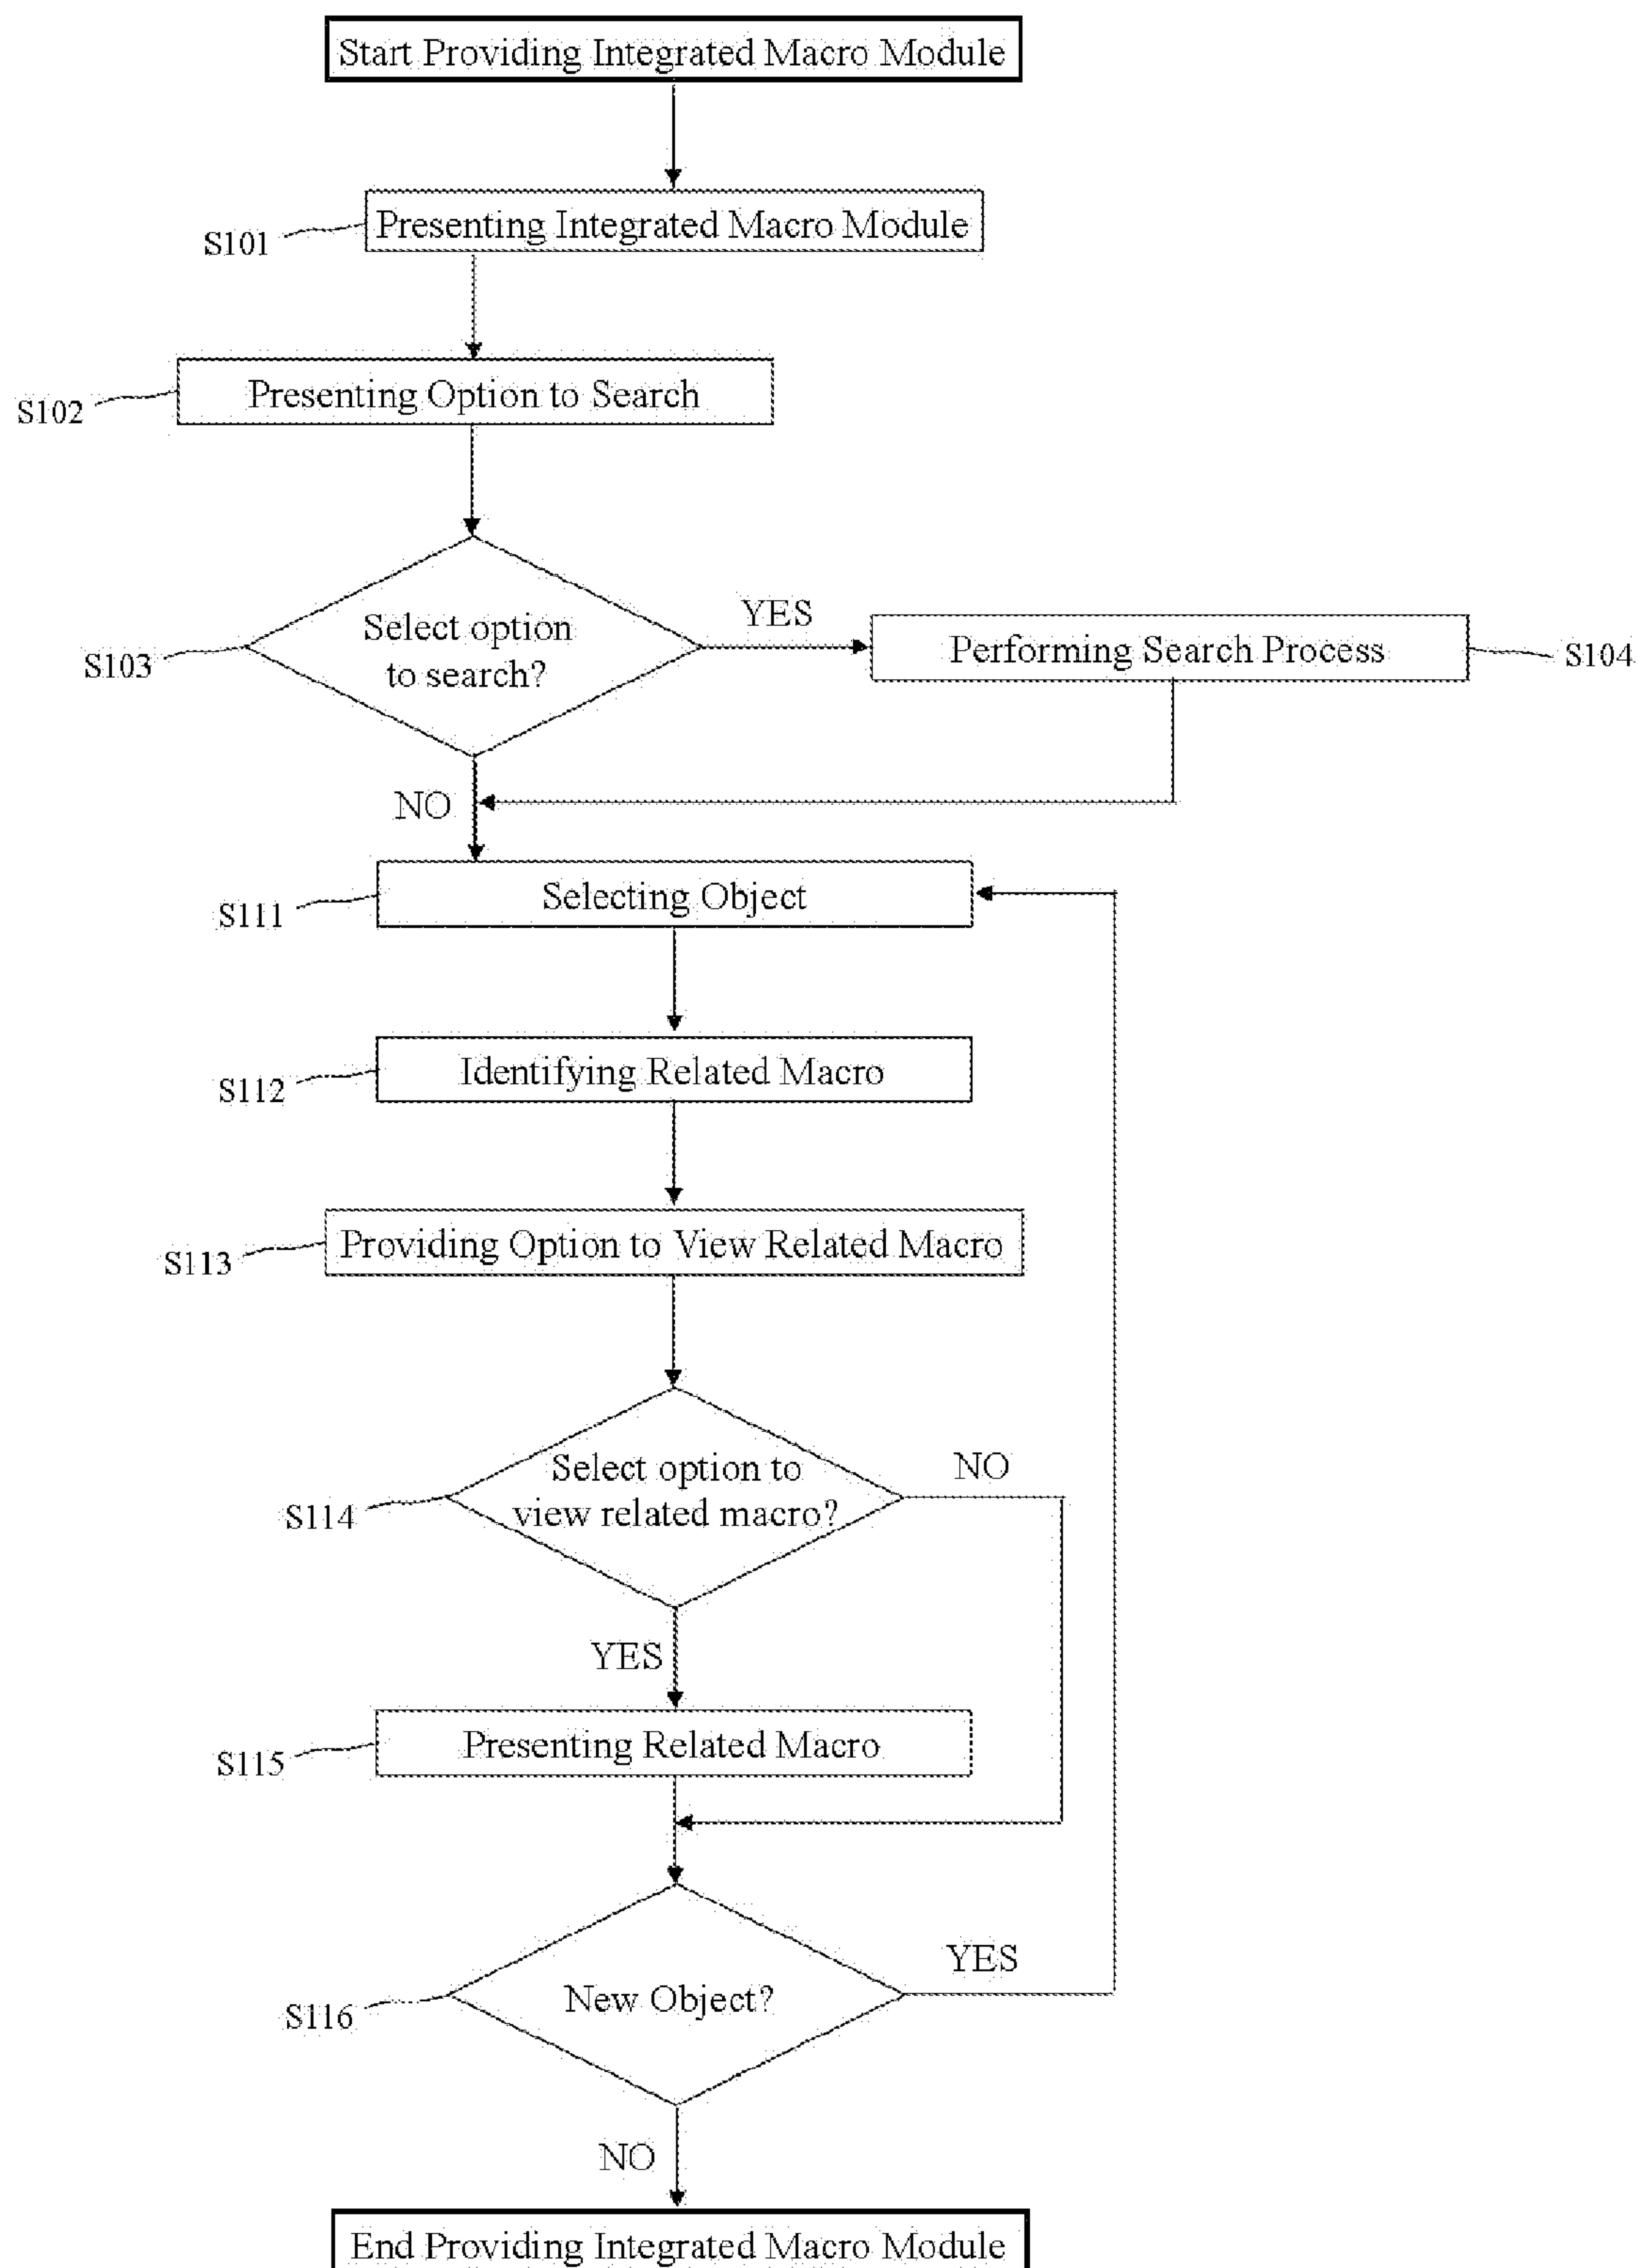 Start Providing Integrated Macro Module
Presenting Integrated Macro Module
S101
Presenting Option to Search
S102
Select option
to search?
S103
YES
Performing Search Process
S104
NO
Selecting Object
S111
Identifying Related Macro
S112
Providing Option to View Related Macro
S113
Select option to
view related macro?
S114
NO
YES
Presenting Related Macro
S115
New Object?
S116
YES
NO
End Providing Integrated Macro Module